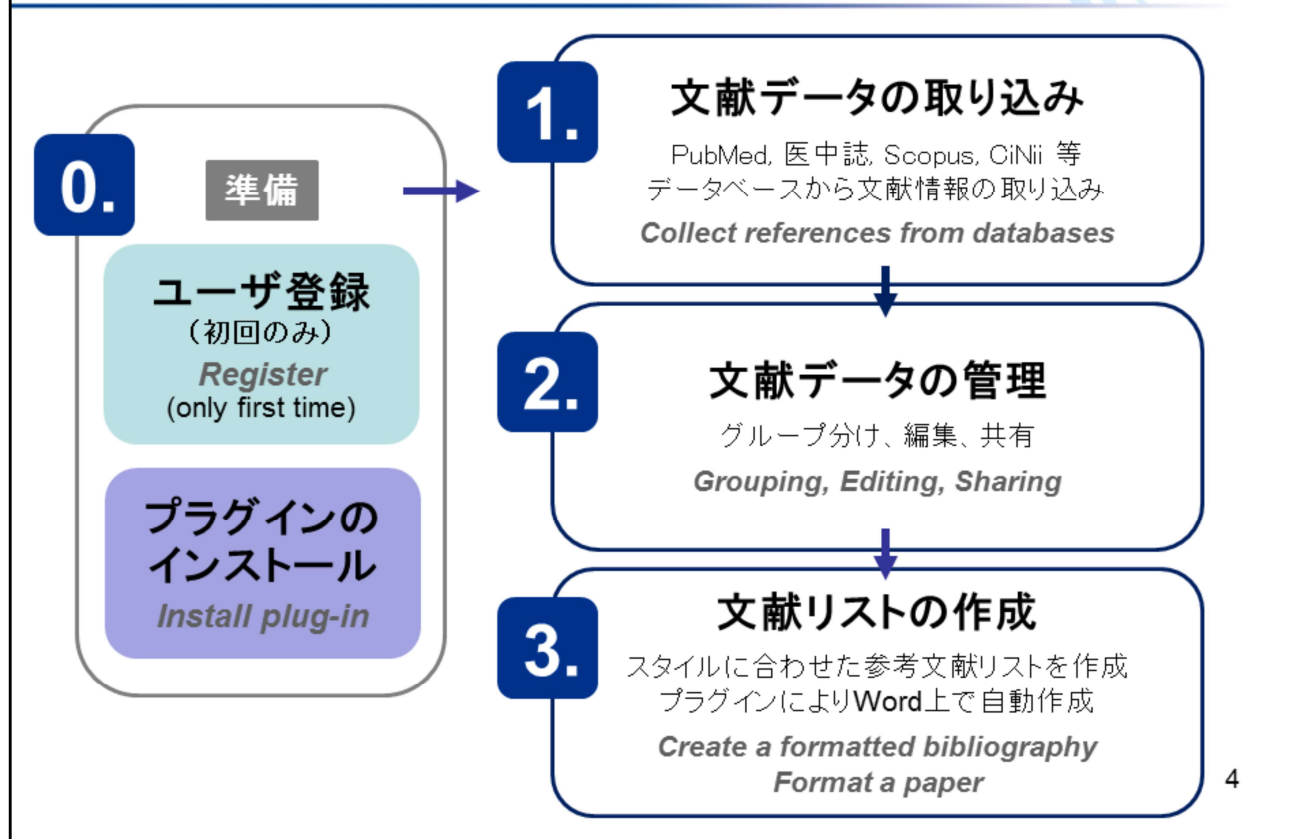 0.
準備
ユーザ登録
（初回のみ）
Register
(only first time)
プラグインの
インストール
Install plug-in
1.
文献データの取り込み
PubMed, 医中誌, Scopus, CiNii 等
データベースから文献情報の取り込み
Collect references from databases
2.
文献データの管理
グループ分け、編集、共有
Grouping, Editing, Sharing
3.
文献リストの作成
スタイルに合わせた参考文献リストを作成
プラグインによりWord上で自動作成
Create a formatted bibliography
Format a paper
4